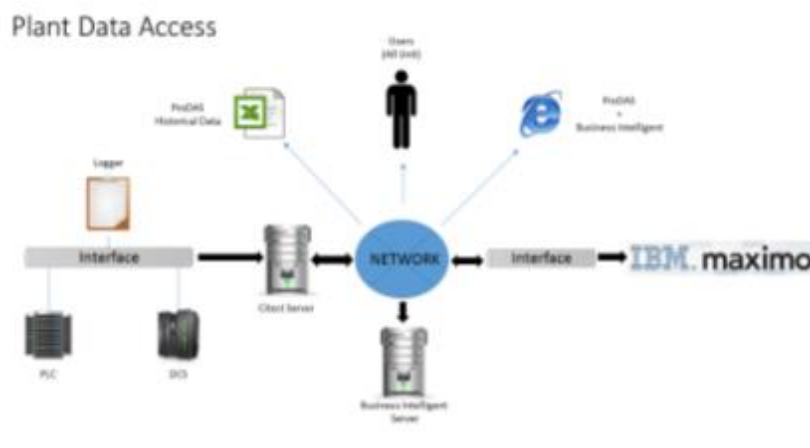 Plant Data Access
Users
(All Unit)
ProDAS
Historical Data
ProDAS
+
Business Intelligent
Logger
Interface
NETWORK
Interface
IBM. maximo
Citect Server
PLC
DCS
Business Intelligent
Server